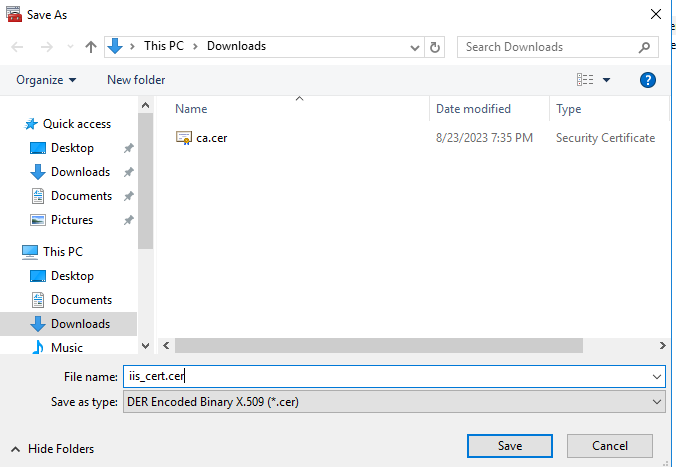 Save As
This PC > Downloads
Search Downloads
Organize
New folder
?
Name
Date modified
Type
Quick access
Desktop
Downloads
Documents
Pictures
This PC
Desktop
Documents
Downloads
Music
ca.cer
8/23/2023 7:35 PM
Security Certificate
File name:
iis_cert.cer
Save as type:
DER Encoded Binary X.509 (*.cer)
Hide Folders
Save
Cancel